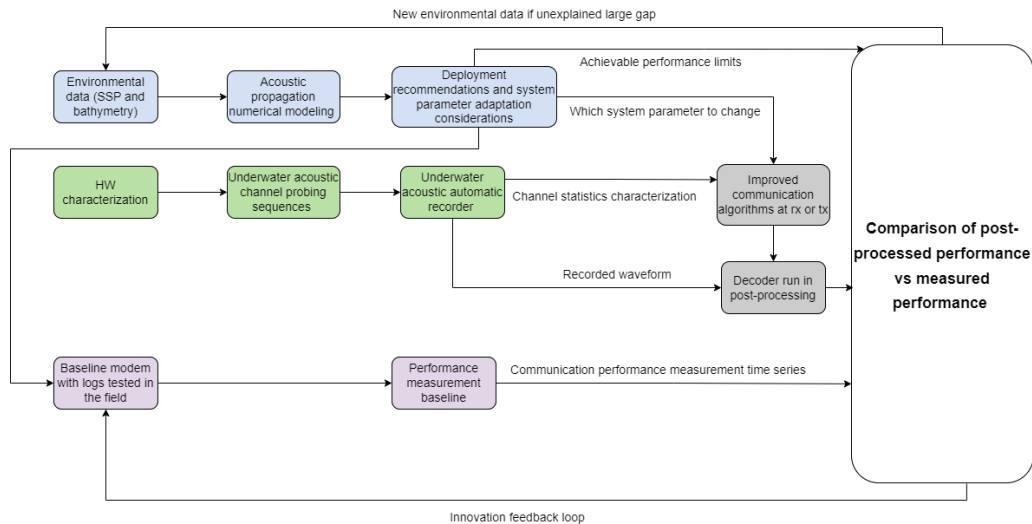 New environmental data if unexplained large gap
Achievable performance limits
Environmental
data (SSP and
bathymetry)
Acoustic
propagation
numerical modeling
Deployment
recommendations and system
parameter adaptation
considerations
Which system parameter to change
HW
characterization
Underwater acoustic
channel probing
sequences
Underwater
acoustic automatic
recorder
Channel statistics characterization
Improved
communication
algorithms at rx or tx
Comparison of post-
processed performance
vs measured
performance
Recorded waveform
Decoder run in
post-processing
Baseline modem
with logs tested in
the field
Performance
measurement
baseline
Communication performance measurement time series
Innovation feedback loop